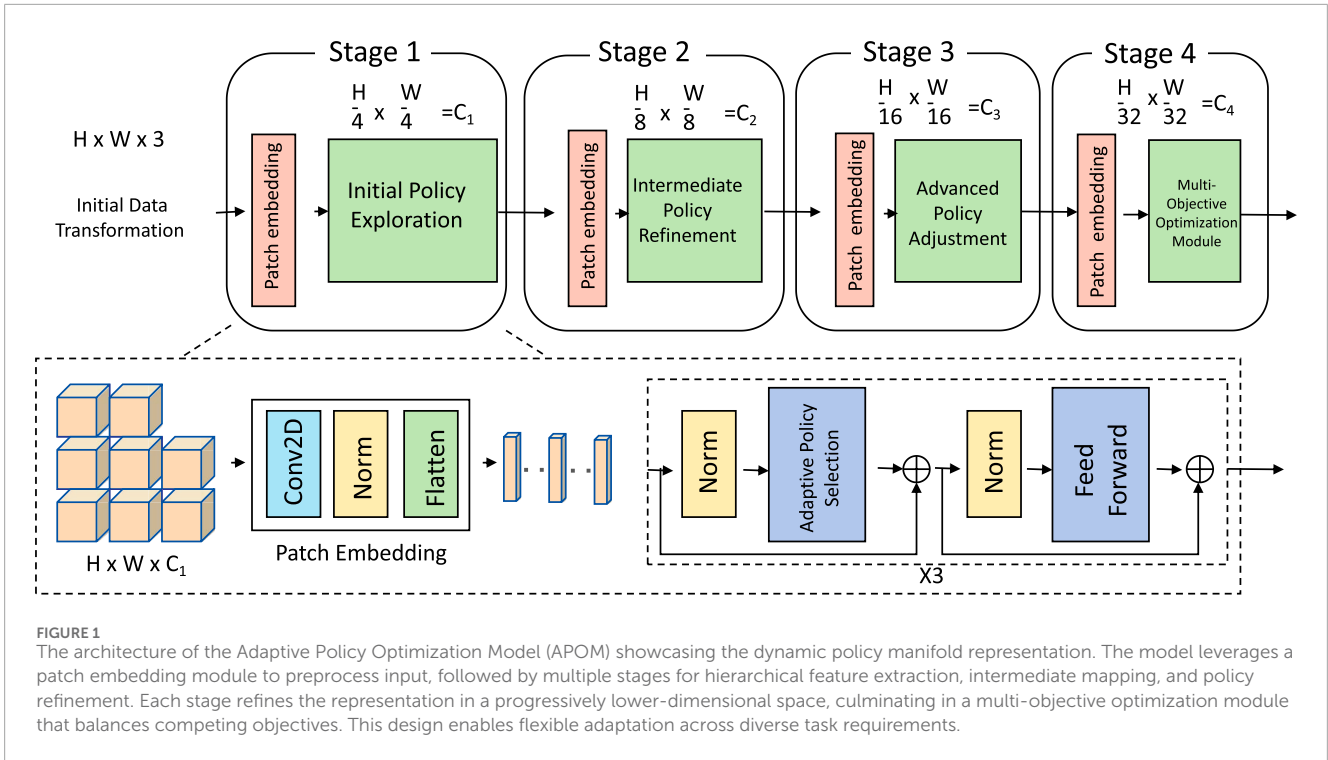 Stage 1
Stage 2
Stage 3
Stage 4
H/4 x W/4 =C₁
H/8 x W/8 =C₂
H/16 x W/16 =C₃
H/32 x W/32 =C₄
H x W x 3
Initial Data
Transformation
Patch embedding
Initial Policy
Exploration
Patch embedding
Intermediate
Policy
Refinement
Patch embedding
Advanced
Policy
Adjustment
Patch embedding
Multi-
Objective
Optimization
Module
H x W x C₁
Conv2D
Norm
Flatten
Patch Embedding
Norm
Adaptive Policy
Selection
Norm
Feed
Forward
X3
FIGURE 1
The architecture of the Adaptive Policy Optimization Model (APOM) showcasing the dynamic policy manifold representation. The model leverages a
patch embedding module to preprocess input, followed by multiple stages for hierarchical feature extraction, intermediate mapping, and policy
refinement. Each stage refines the representation in a progressively lower-dimensional space, culminating in a multi-objective optimization module
that balances competing objectives. This design enables flexible adaptation across diverse task requirements.